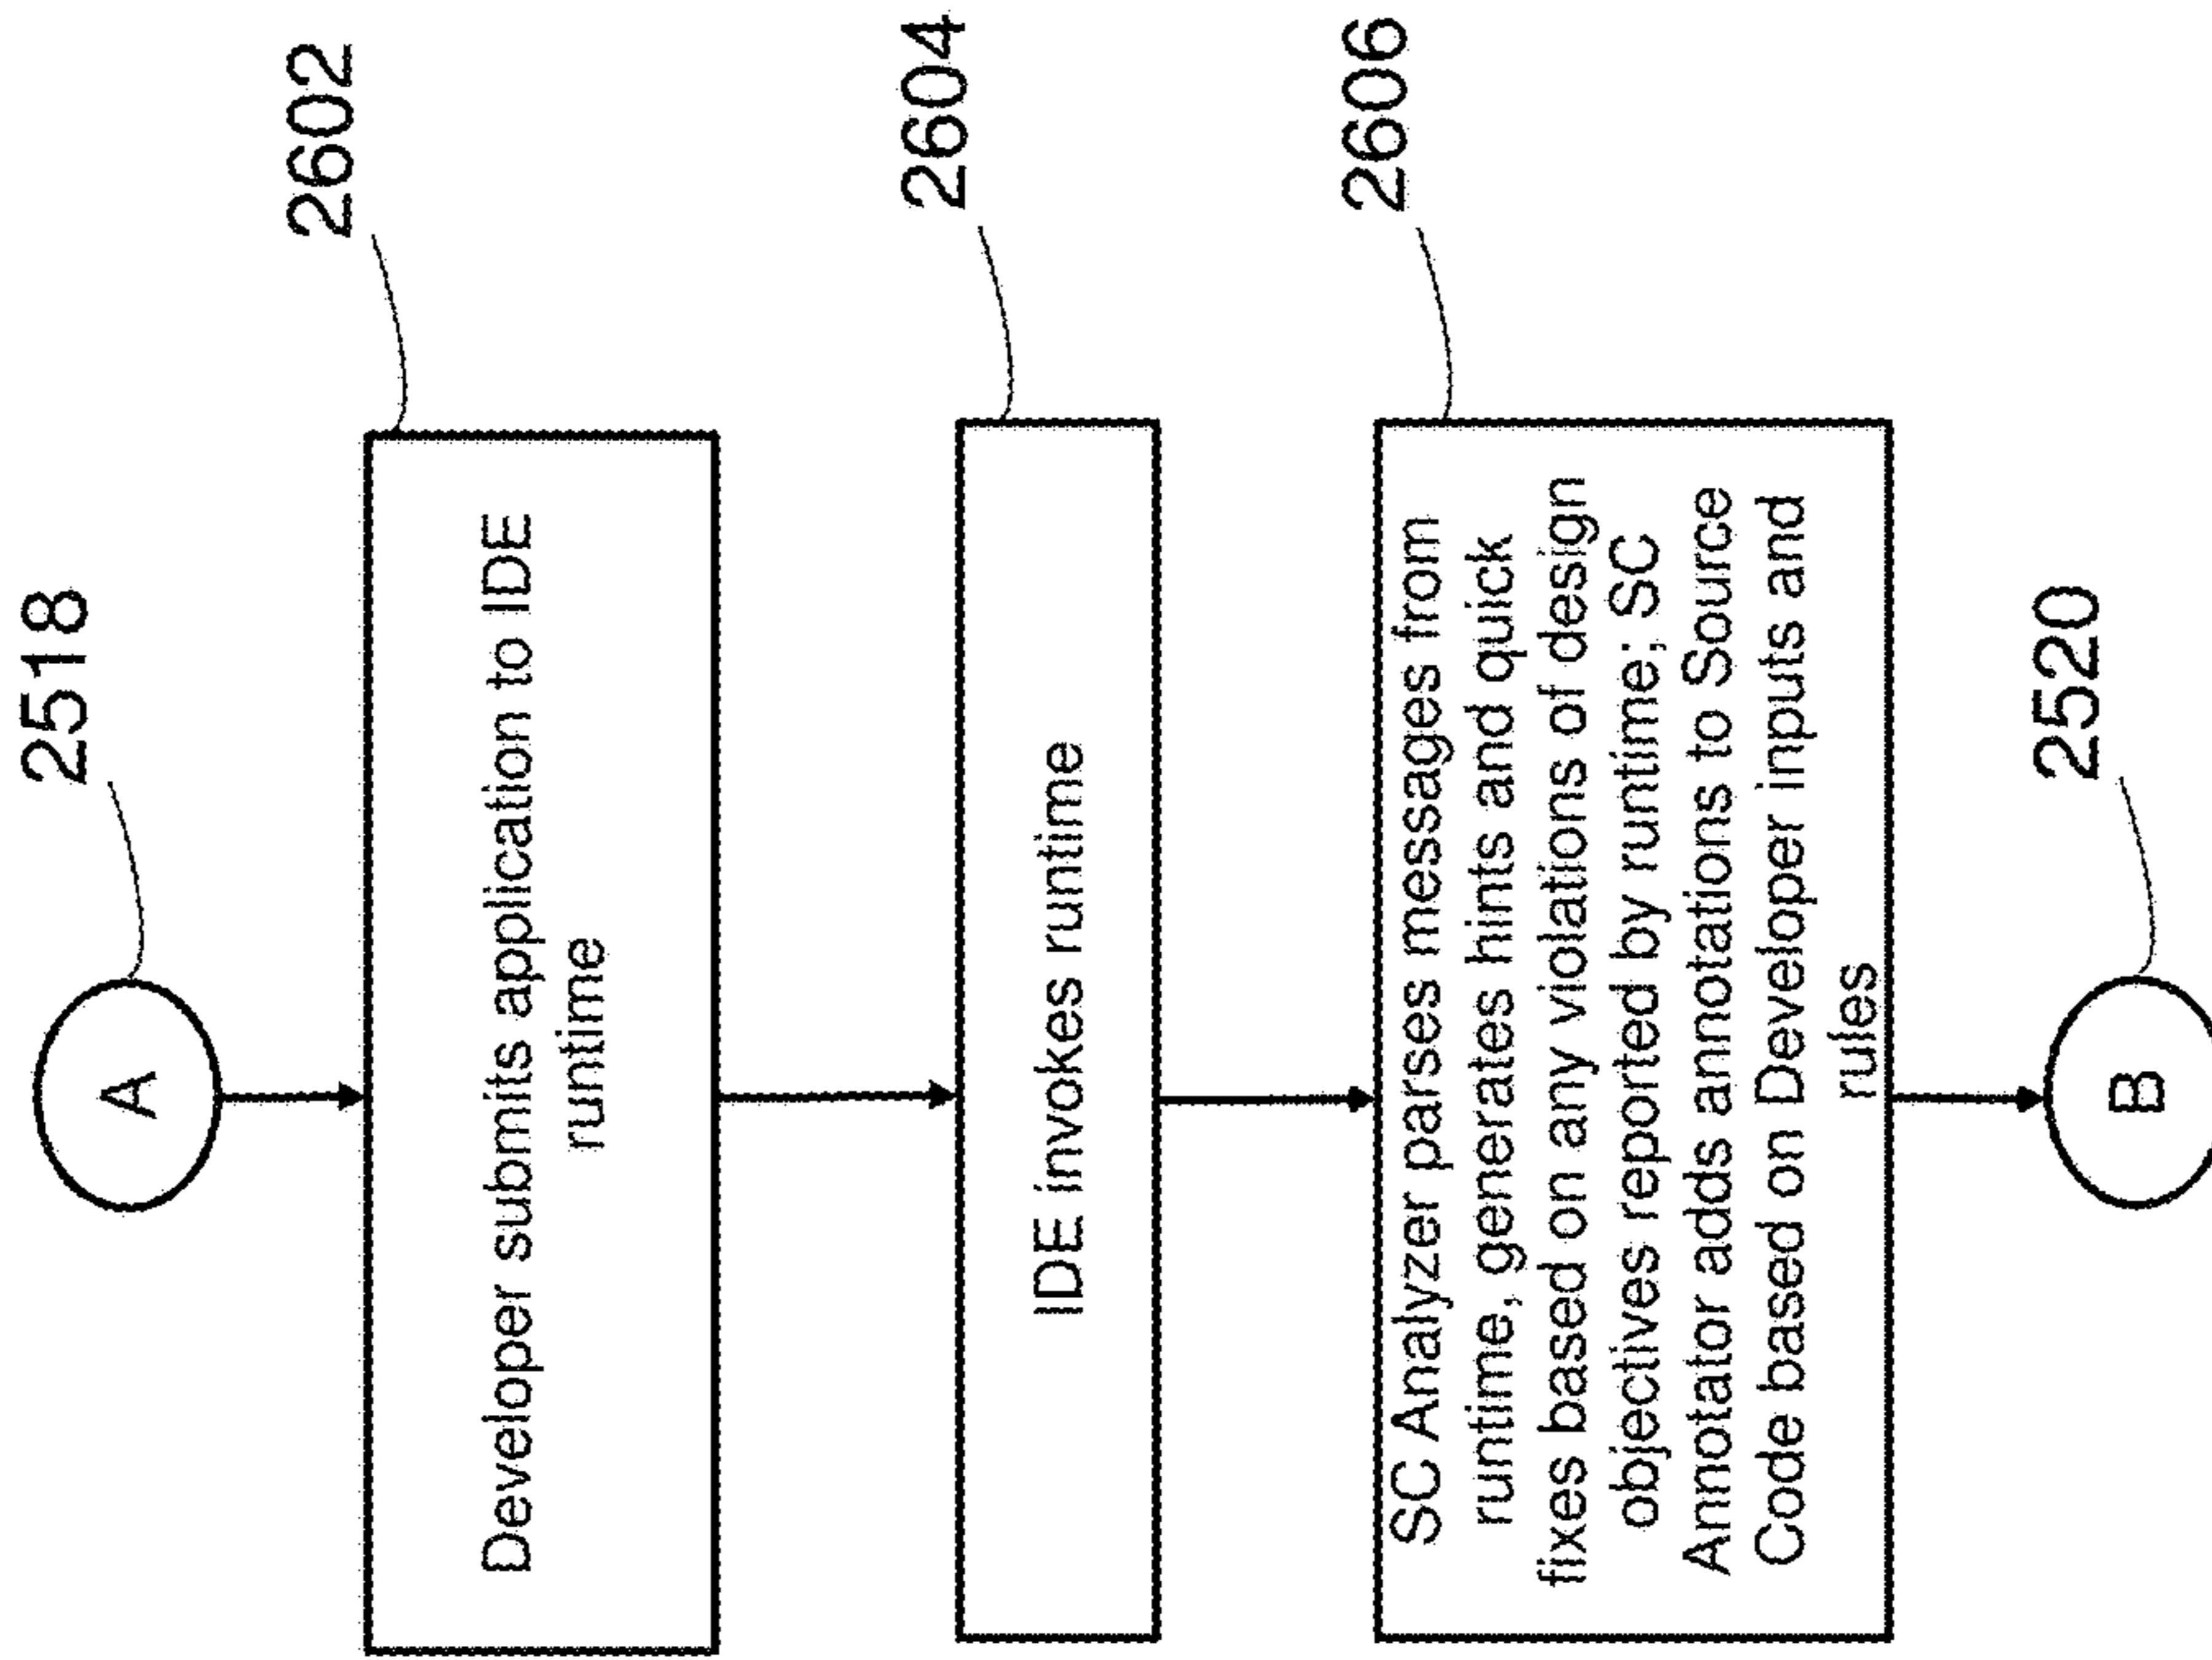 2518
A
2602
Developer submits application to IDE
runtime
2604
IDE invokes runtime
2606
SC Analyzer parses messages from
runtime, generates hints and quick
fixes based on any violations of design
objectives reported by runtime; SC
Annotator adds annotations to Source
Code based on Developer inputs and
rules
2520
B